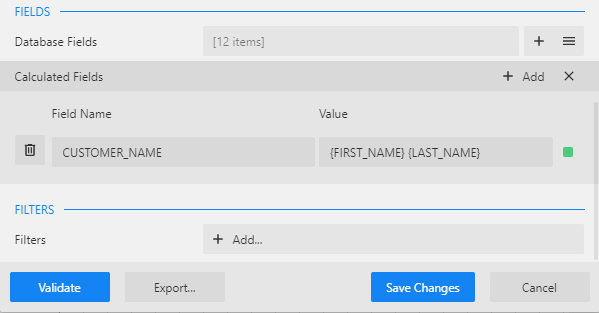 FIELDS
Database Fields [12 items]
Calculated Fields + Add
Field Name Value
CUSTOMER_NAME {FIRST_NAME} {LAST_NAME}
FILTERS
Filters + Add...
Validate Export... Save Changes Cancel